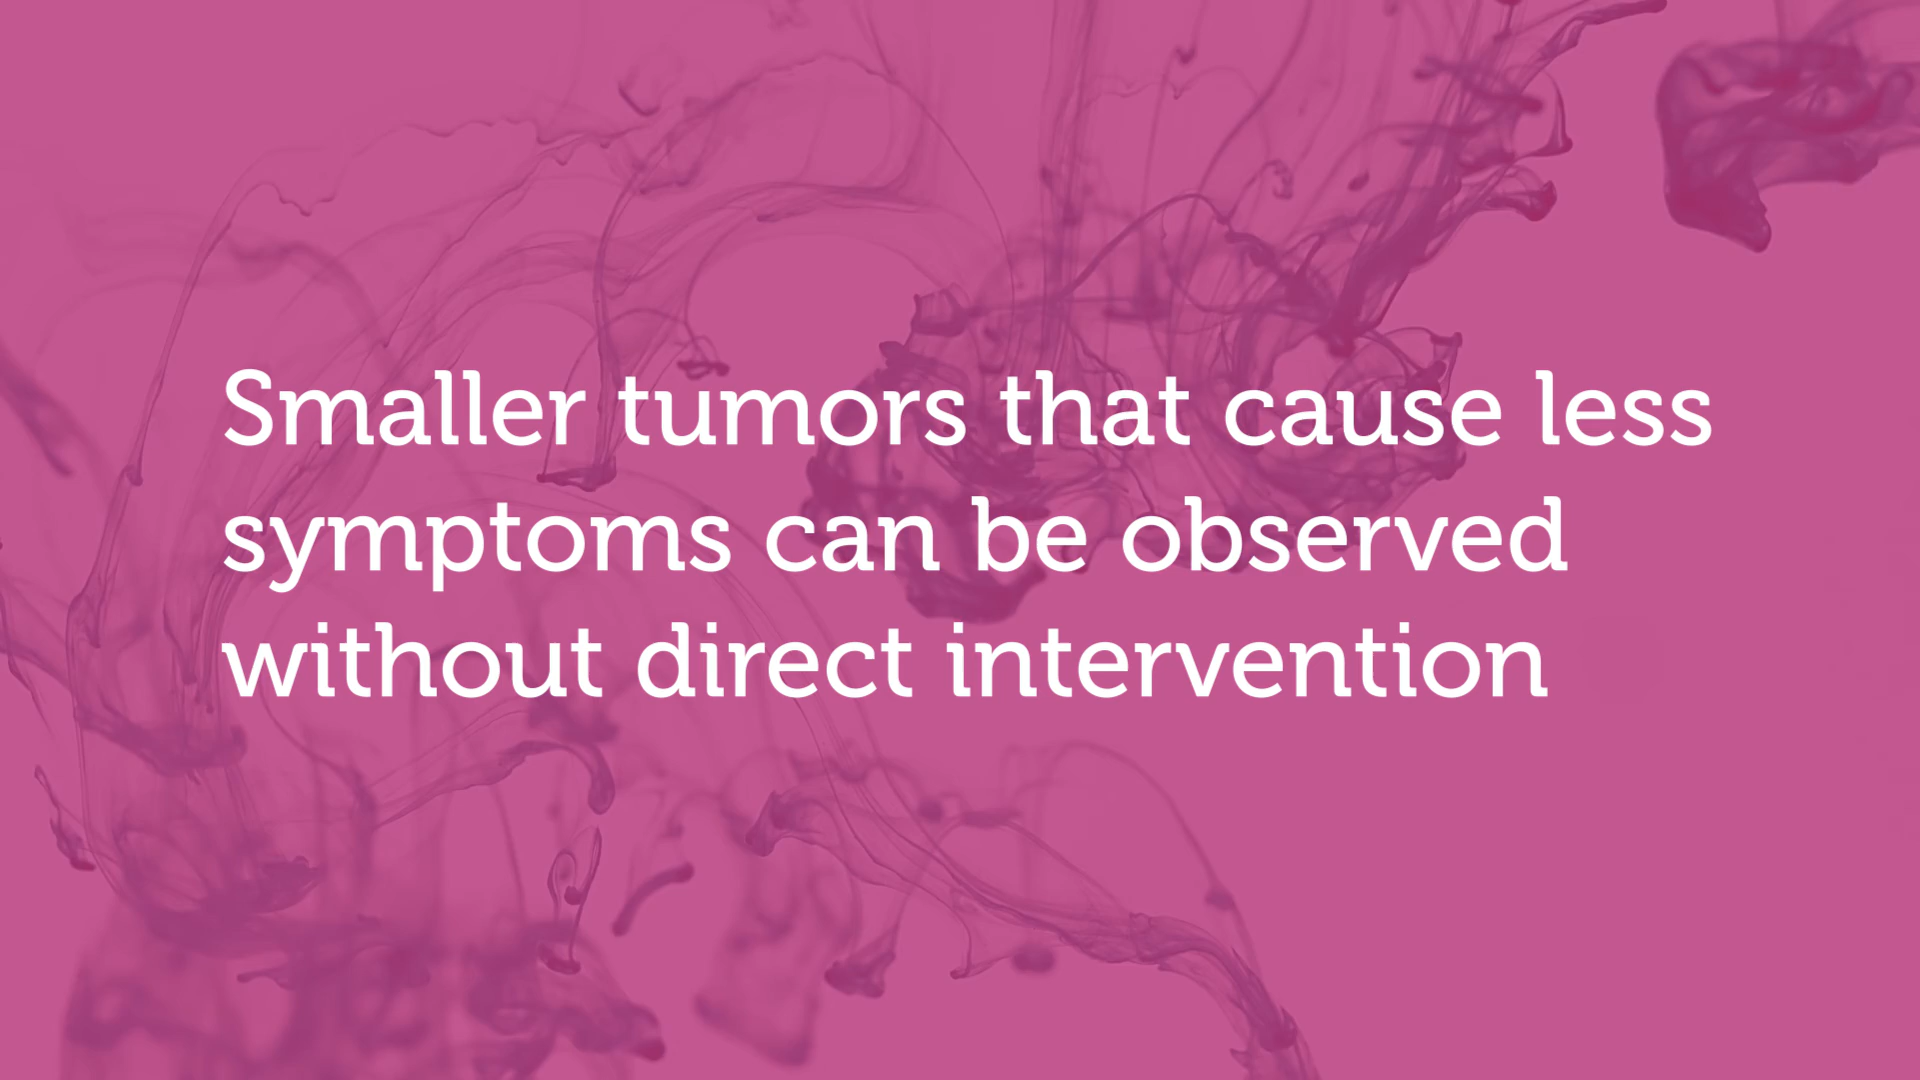 Smaller tumors that cause less
symptoms can be observed
without direct intervention